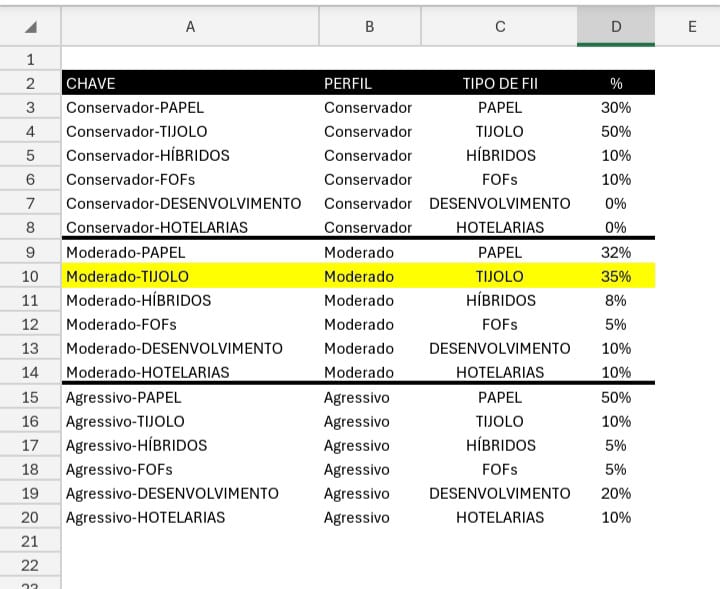 A B C D E
1
2 CHAVE PERFIL TIPO DE FII %
3 Conservador-PAPEL Conservador PAPEL 30%
4 Conservador-TIJOLO Conservador TIJOLO 50%
5 Conservador-HÍBRIDOS Conservador HÍBRIDOS 10%
6 Conservador-FOFs Conservador FOFs 10%
7 Conservador-DESENVOLVIMENTO Conservador DESENVOLVIMENTO 0%
8 Conservador-HOTELARIAS Conservador HOTELARIAS 0%
9 Moderado-PAPEL Moderado PAPEL 32%
10 Moderado-TIJOLO Moderado TIJOLO 35%
11 Moderado-HÍBRIDOS Moderado HÍBRIDOS 8%
12 Moderado-FOFs Moderado FOFs 5%
13 Moderado-DESENVOLVIMENTO Moderado DESENVOLVIMENTO 10%
14 Moderado-HOTELARIAS Moderado HOTELARIAS 10%
15 Agressivo-PAPEL Agressivo PAPEL 50%
16 Agressivo-TIJOLO Agressivo TIJOLO 10%
17 Agressivo-HÍBRIDOS Agressivo HÍBRIDOS 5%
18 Agressivo-FOFs Agressivo FOFs 5%
19 Agressivo-DESENVOLVIMENTO Agressivo DESENVOLVIMENTO 20%
20 Agressivo-HOTELARIAS Agressivo HOTELARIAS 10%
21
22
23